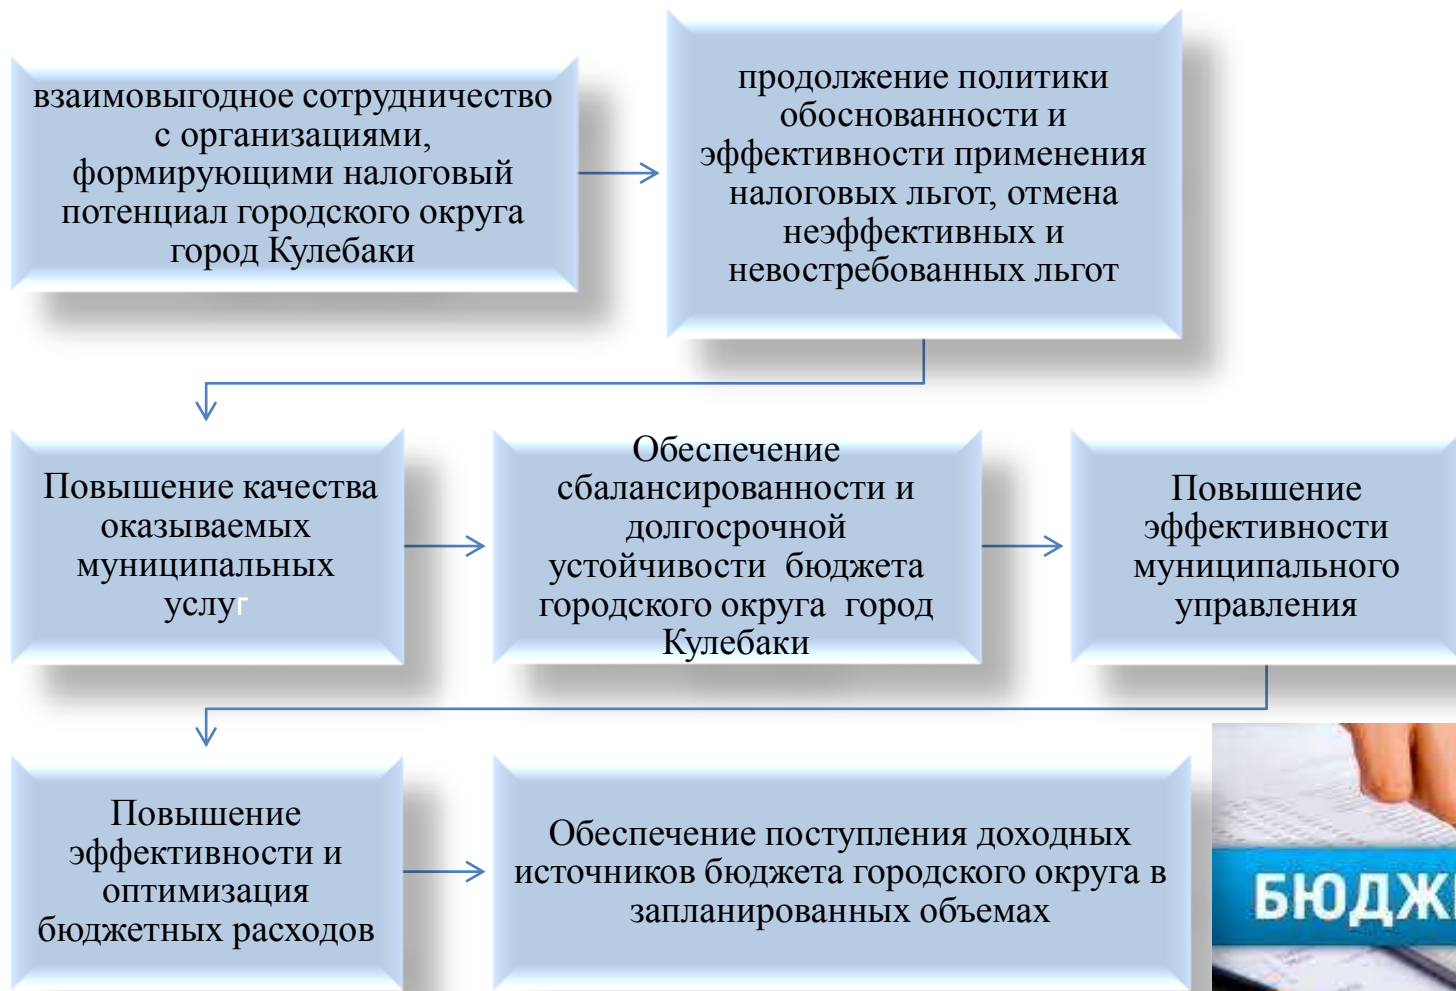 взаимовыгодное сотрудничество
с организациями,
формирующими налоговый
потенциал городского округа
город Кулебаки
продолжение политики
обоснованности и
эффективности применения
налоговых льгот, отмена
неэффективных и
невостребованных льгот
Повышение качества
оказываемых
муниципальных
услуг
Обеспечение
сбалансированности и
долгосрочной
устойчивости бюджета
городского округа город
Кулебаки
Повышение
эффективности
муниципального
управления
Повышение
эффективности и
оптимизация
бюджетных расходов
Обеспечение поступления доходных
источников бюджета городского округа в
запланированных объемах
БЮДЖ